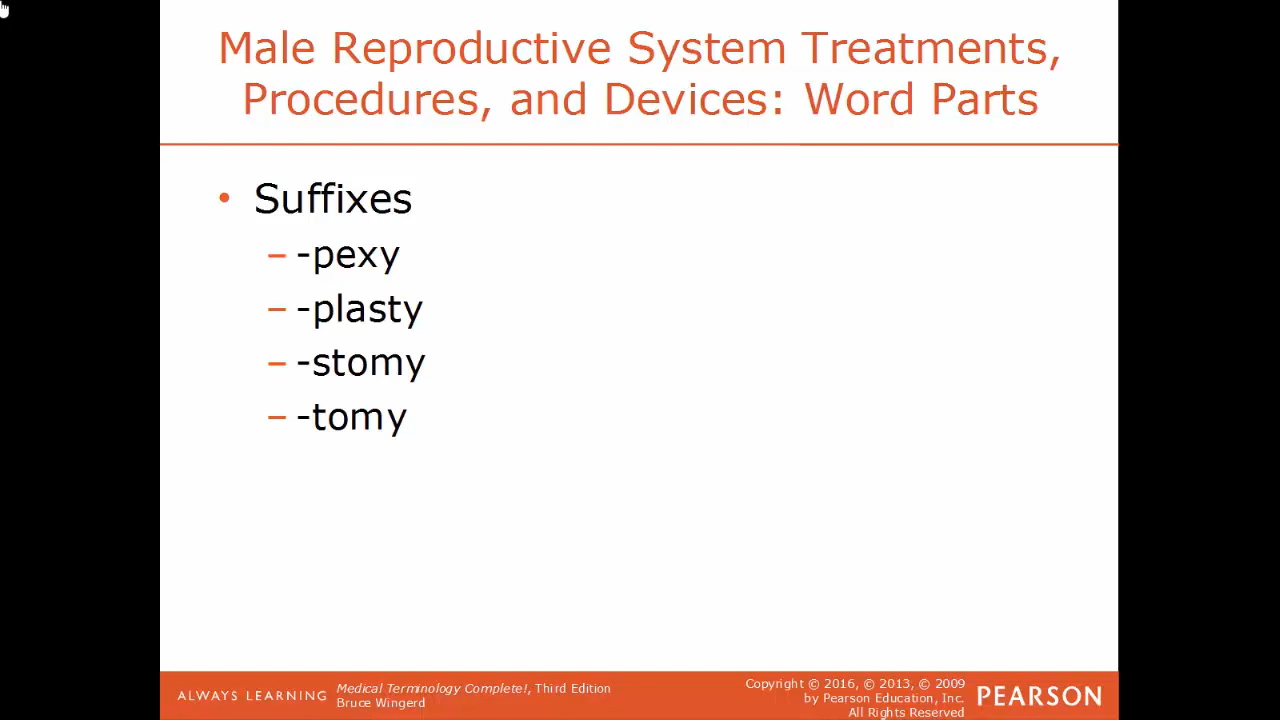 Male Reproductive System Treatments,
Procedures, and Devices: Word Parts
• Suffixes
– -pexy
– -plasty
– -stomy
– -tomy
ALWAYS LEARNING
Medical Terminology Complete!, Third Edition
Bruce Wingerd
Copyright © 2016, © 2013, © 2009
by Pearson Education, Inc.
All Rights Reserved
PEARSON